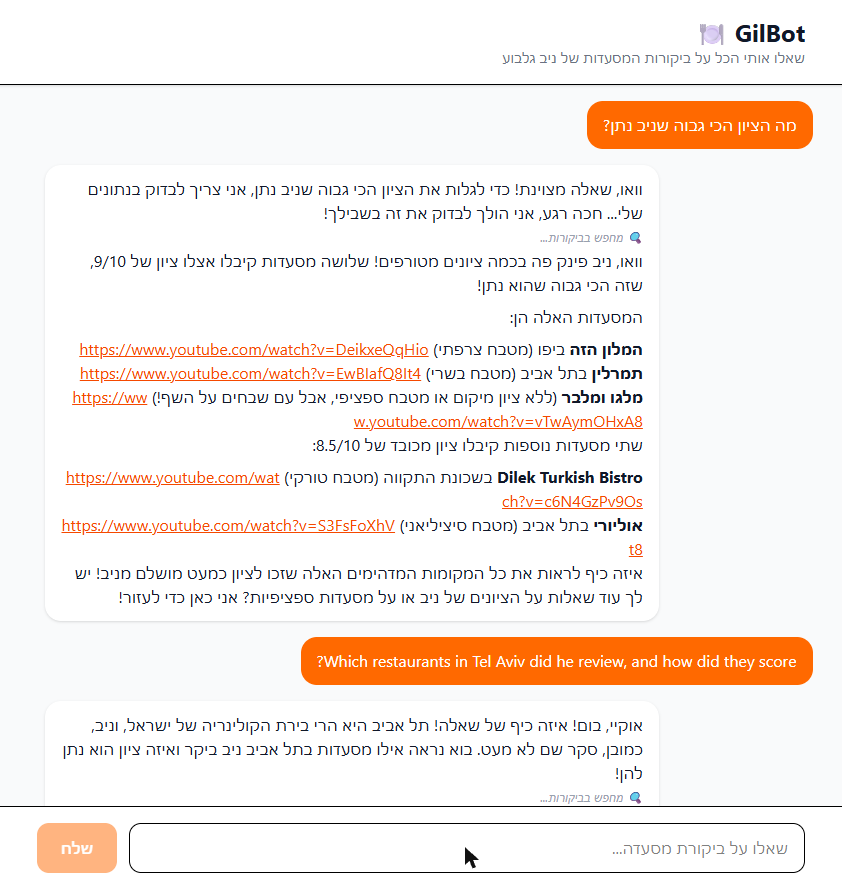 GilBot
שאלו אותי הכל על ביקורות המסעדות של ניב גלבוע
מה הציון הכי גבוה שניב נתן?
וואו, שאלה מצוינת! כדי לגלות את הציון הכי גבוה שניב נתן, אני צריך לבדוק בנתונים
שלי... חכה רגע, אני הולך לבדוק את זה בשבילך!
מחפש בביקורות...
וואו, ניב פינק פה בכמה ציונים מטורפים! שלושה מסעדות קיבלו אצלו ציון של 9/10,
שזה הכי גבוה שהוא נתן!
המסעדות האלה הן:
המלון הזה ביפו (מטבח צרפתי) https://www.youtube.com/watch?v=DeikxeQqHio
תמרלין בתל אביב (מטבח בשרי) https://www.youtube.com/watch?v=EwBIafQ8It4
מלגו ומלבר (ללא ציון מיקום או מטבח ספציפי, אבל עם שבחים על השף!) https://ww
w.youtube.com/watch?v=vTwAymOHxA8
שתי מסעדות נוספות קיבלו ציון מכובד של 8.5/10:
Dilek Turkish Bistro בשכונת התקווה (מטבח טורקי) https://www.youtube.com/wat
ch?v=c6N4GzPv9Os
אוליורי בתל אביב (מטבח סיציליאני) https://www.youtube.com/watch?v=S3FsFoXhV
t8
איזה כיף לראות את כל המקומות המדהימים האלה שזכו לציון כמעט מושלם מניב! יש
לך עוד שאלות על הציונים של ניב או על מסעדות ספציפיות? אני כאן כדי לעזור!
Which restaurants in Tel Aviv did he review, and how did they score?
אוקיי, בום! איזה כיף של שאלה! תל אביב היא הרי בירת הקולינריה של ישראל, וניב,
כמובן, סקר שם לא מעט. בוא נראה אילו מסעדות בתל אביב ניב ביקר ואיזה ציון הוא נתן
להן!
מחפש בביקורות...
שאלו על ביקורת מסעדה...
שלח